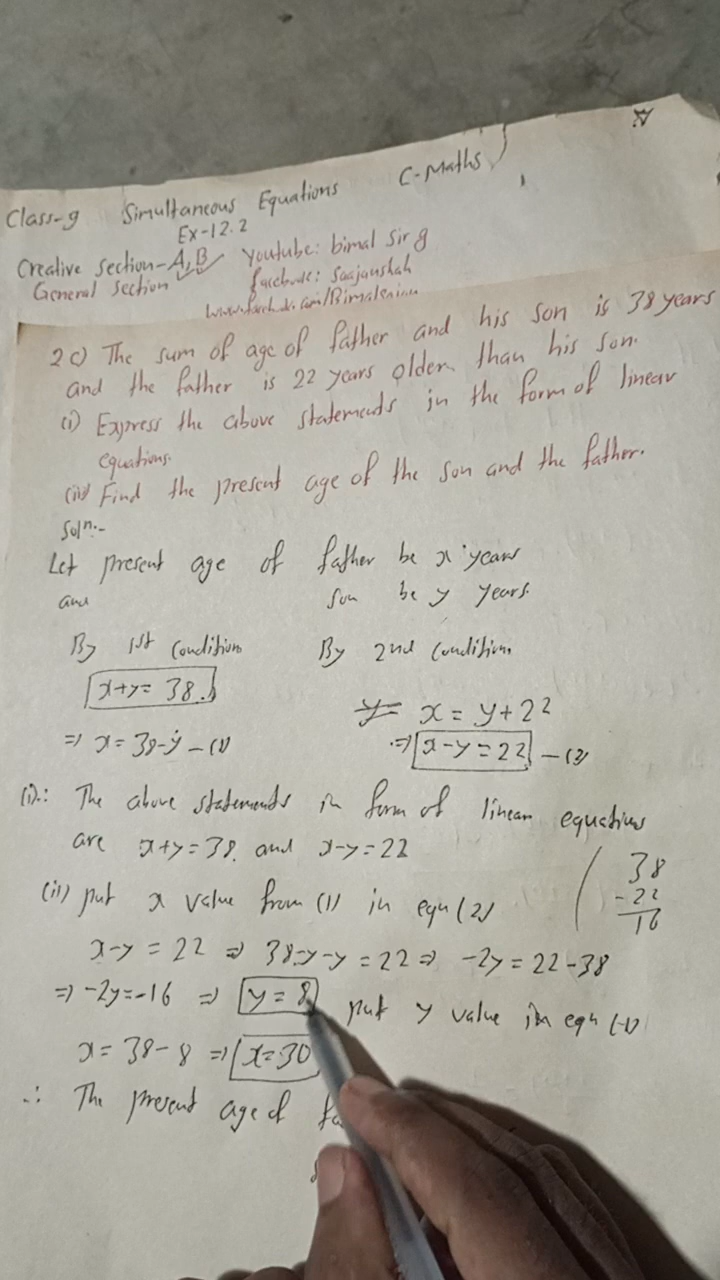 Class-9 Simultaneous Equations C-Maths
Ex-12.2
Creative Section-A,B Youtube: bimal Sir g
General Section facebook: Saajanshah
2c) The sum of age of father and his son is 38 years
and the father is 22 years older than his son.
(i) Express the above statements in the form of linear
equations.
(ii) Find the present age of the son and the father.
Soln:-
Let present age of father be x years
and son be y years.
By 1st condition By 2nd condition
x+y= 38 y= x = y+22
⇒ x= 38-y -(1) ∴⇒ x-y=22 -(2)
(i)∴ The above statements in form of linear equations
are x+y=38 and x-y=22
38
-22
16
(ii) put x value from (1) in eqn (2)
x-y = 22 ⇒ 38-y-y = 22 ⇒ -2y= 22-38
⇒ -2y=-16 ⇒ y=8 put y value in eqn (1)
x= 38-8 ⇒ x=30
∴ The present age of